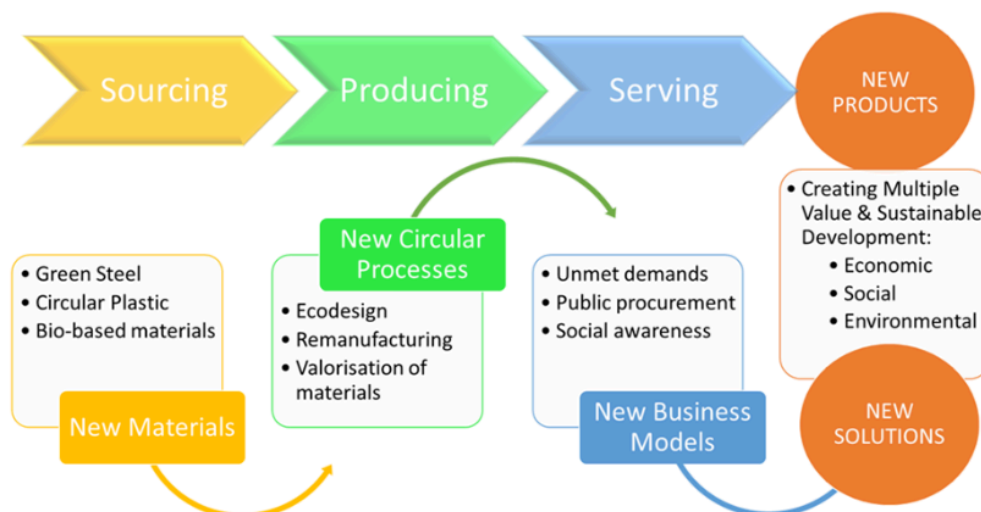 Sourcing
Producing
Serving
NEW
PRODUCTS
• Green Steel
• Circular Plastic
• Bio-based materials
New Materials
New Circular
Processes
• Ecodesign
• Remanufacturing
• Valorisation of
materials
• Unmet demands
• Public procurement
• Social awareness
New Business
Models
• Creating Multiple
Value & Sustainable
Development:
• Economic
• Social
• Environmental
NEW
SOLUTIONS